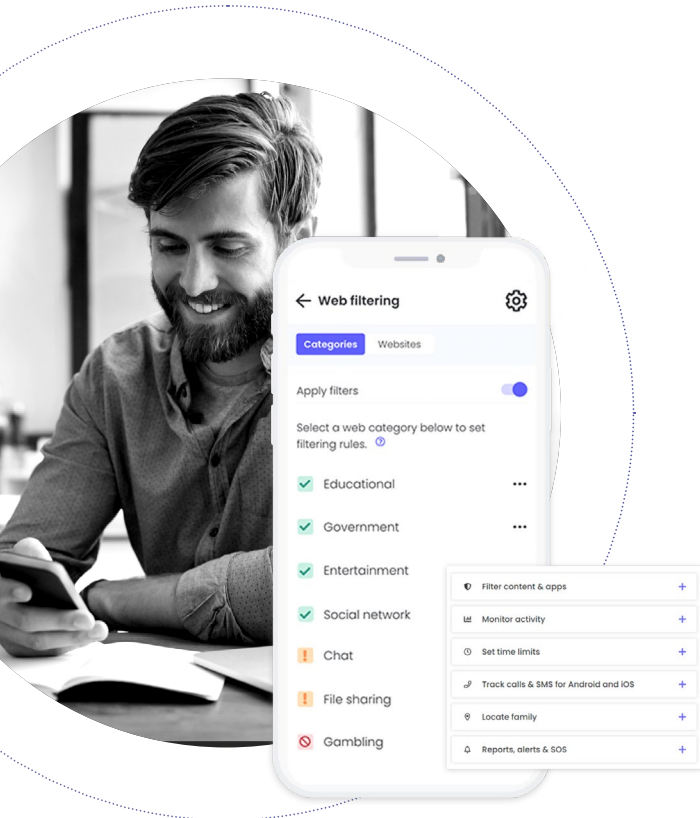 Web filtering
Categories
Websites
Apply filters
Select a web category below to set
filtering rules.
Educational
Government
Entertainment
Social network
Chat
File sharing
Gambling
Filter content & apps
Monitor activity
Set time limits
Track calls & SMS for Android and iOS
Locate family
Reports, alerts & SOS